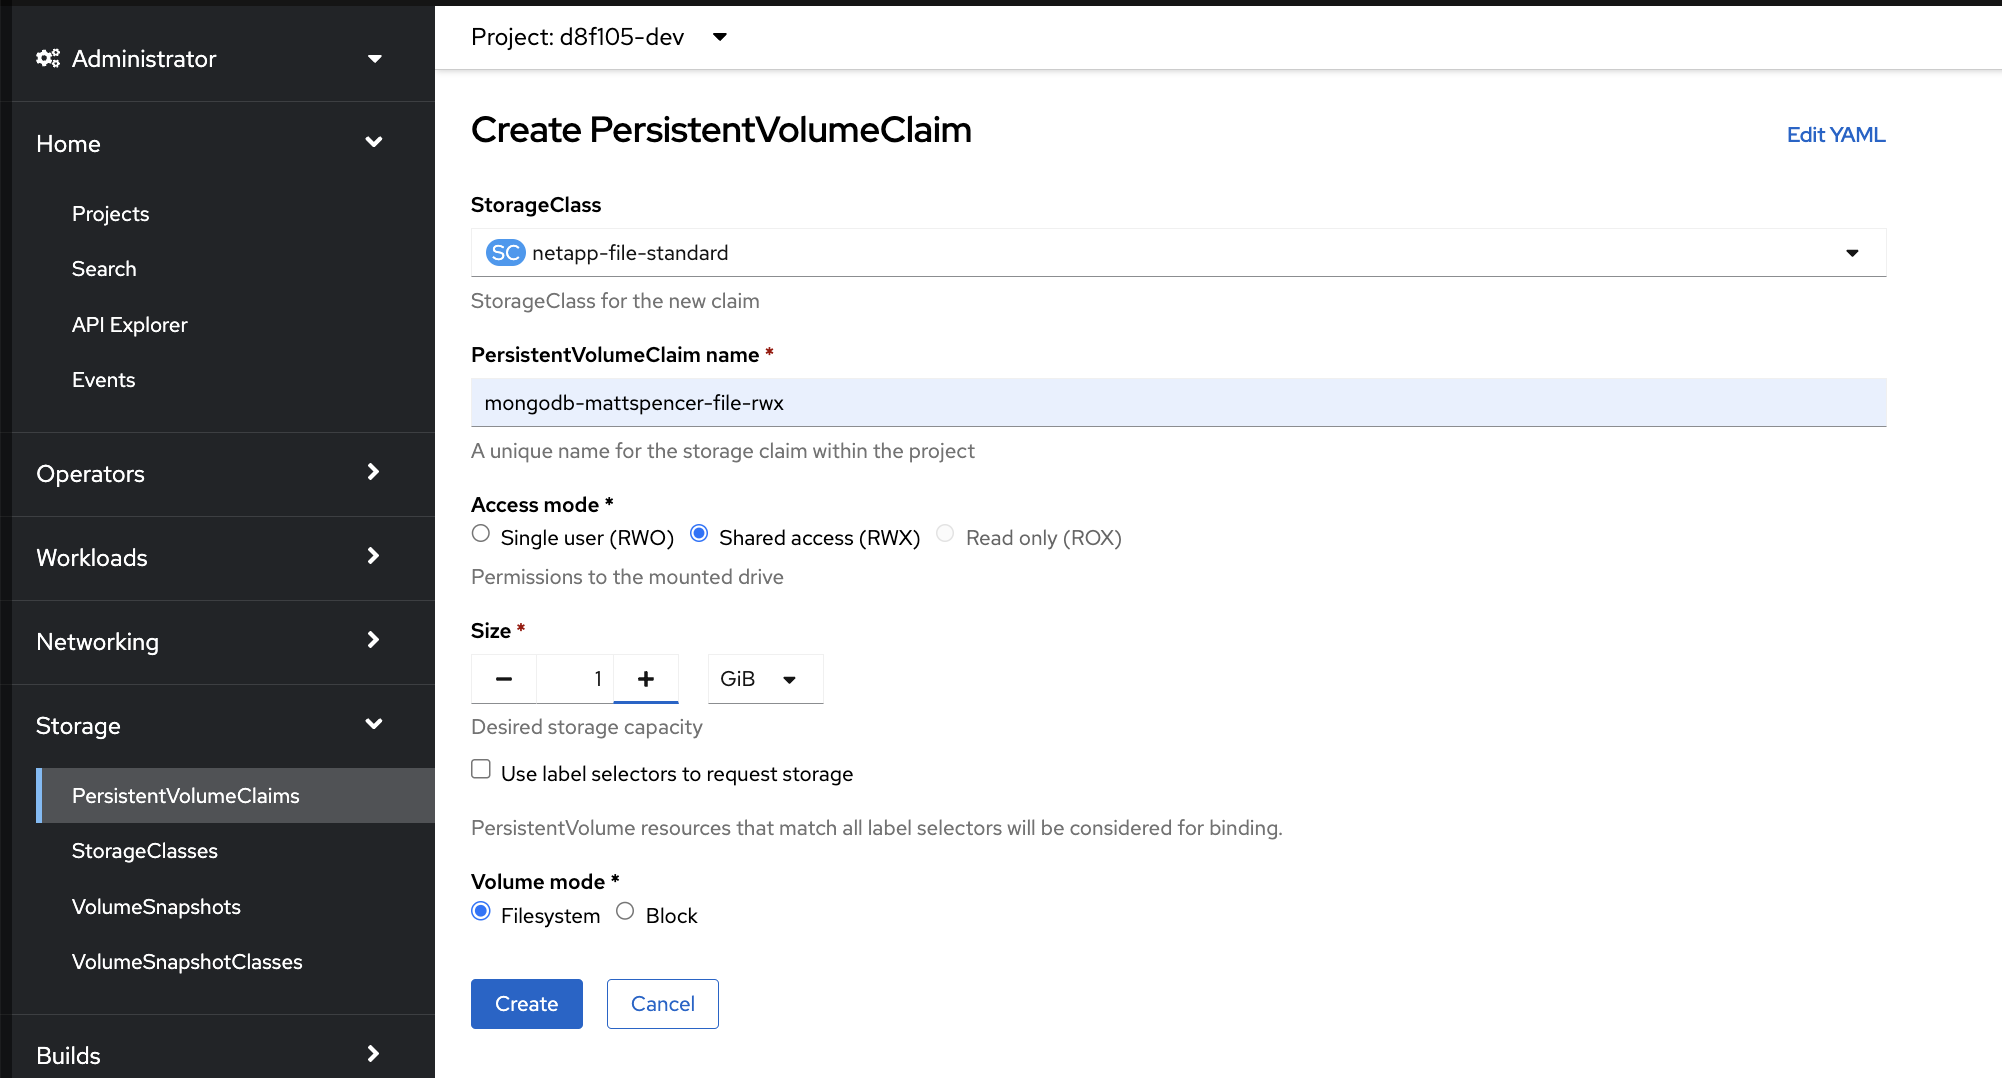 Administrator
Home
Projects
Search
API Explorer
Events
Operators
Workloads
Networking
Storage
PersistentVolumeClaims
StorageClasses
VolumeSnapshots
VolumeSnapshotClasses
Builds
Project: d8f105-dev
Create PersistentVolumeClaim
Edit YAML
StorageClass
SC netapp-file-standard
StorageClass for the new claim
PersistentVolumeClaim name *
mongodb-mattspencer-file-rwx
A unique name for the storage claim within the project
Access mode *
Single user (RWO) Shared access (RWX) Read only (ROX)
Permissions to the mounted drive
Size *
1 GiB
Desired storage capacity
Use label selectors to request storage
PersistentVolume resources that match all label selectors will be considered for binding.
Volume mode *
Filesystem Block
Create Cancel